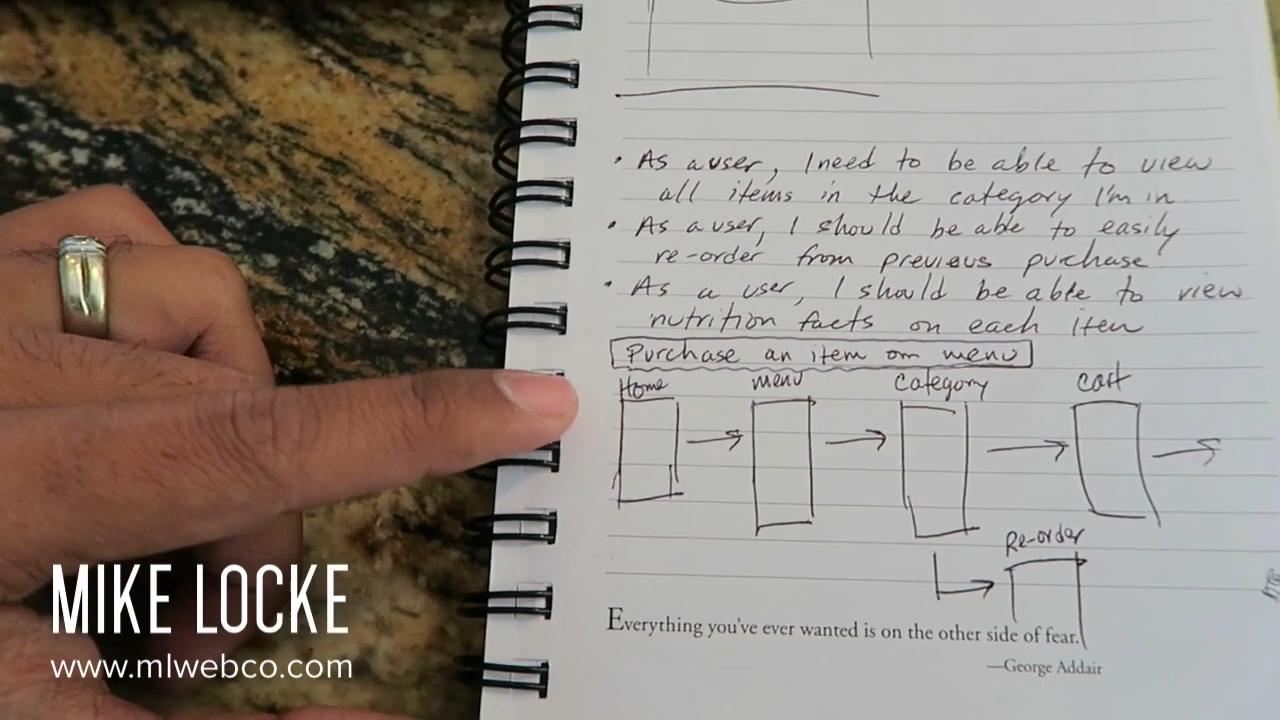 • As a user, I need to be able to view
all items in the category I'm in
• As a user, I should be able to easily
re-order from previous purchase
• As a user, I should be able to view
nutrition facts on each item
Purchase an item om menu
Home menu category cart
Re-order
Everything you've ever wanted is on the other side of fear.
—George Addair
MIKE LOCKE
www.mlwebco.com